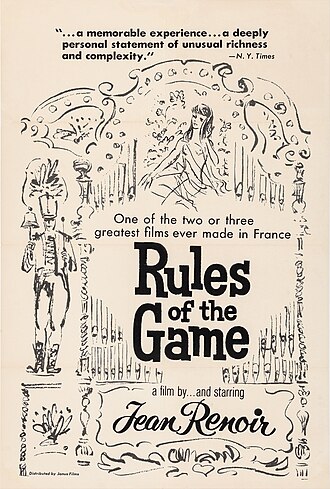 "...a memorable experience...a deeply
personal statement of unusual richness
and complexity."
—N. Y. Times
One of the two or three
greatest films ever made in France
Rules
of the
Game
a film by...and starring
Jean Renoir
Distributed by Janus Films